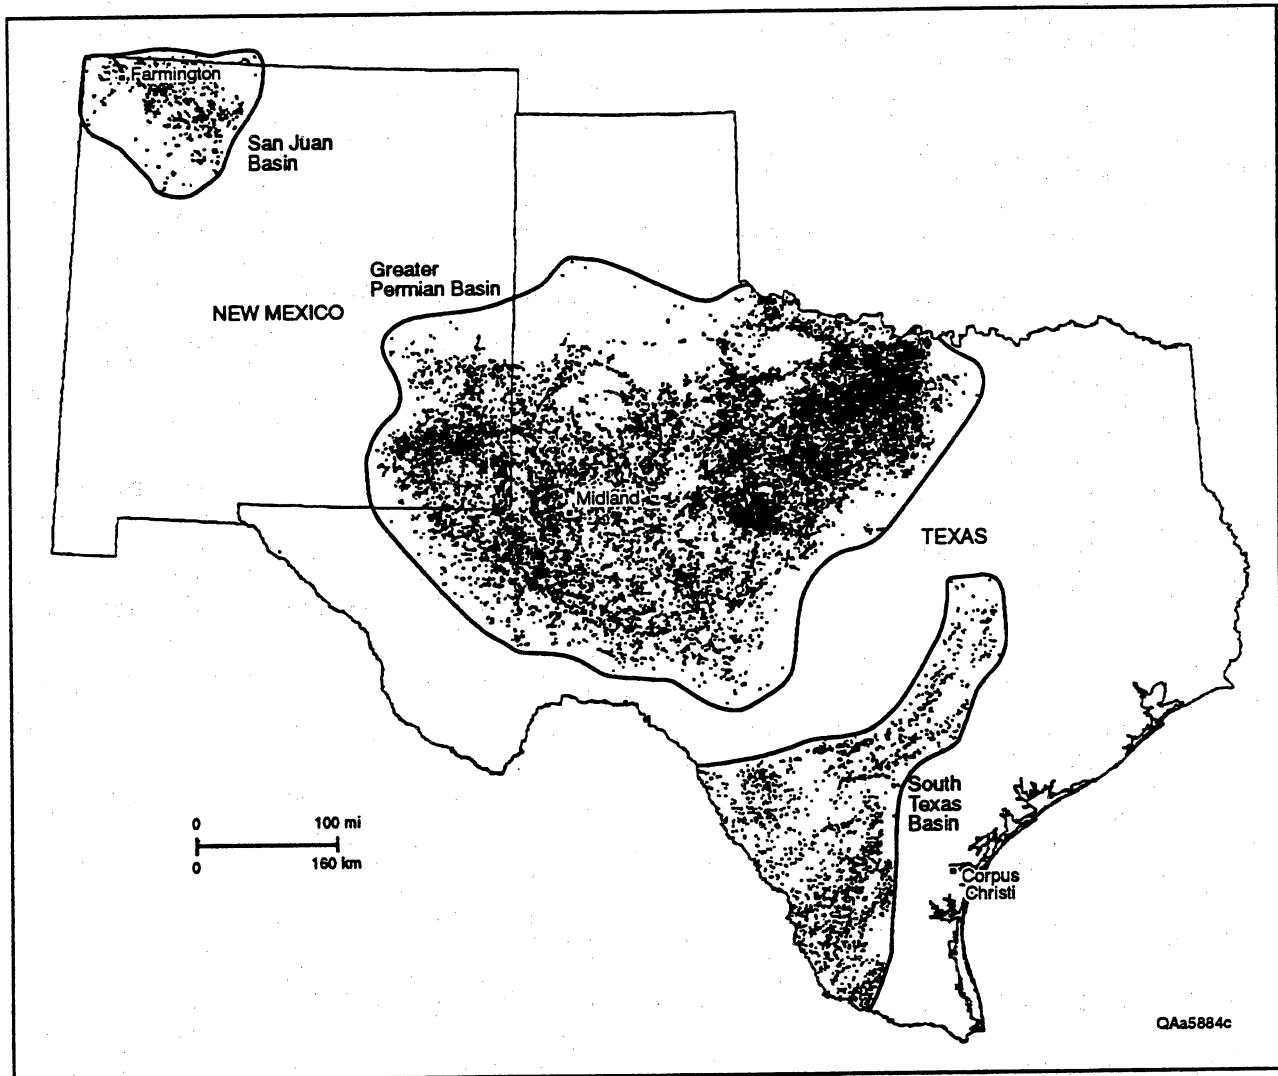 Farmington
San Juan
Basin
Greater
Permian Basin
NEW MEXICO
Midland
TEXAS
South
Texas
Basin
0 100 mi
0 160 km
Corpus
Christi
QAa5884c